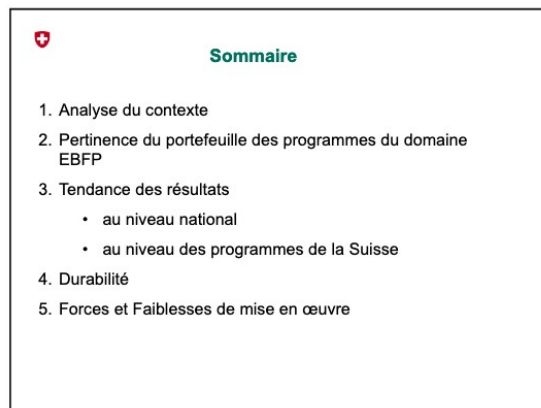 Sommaire
1. Analyse du contexte
2. Pertinence du portefeuille des programmes du domaine
EBFP
3. Tendance des résultats
• au niveau national
• au niveau des programmes de la Suisse
4. Durabilité
5. Forces et Faiblesses de mise en œuvre